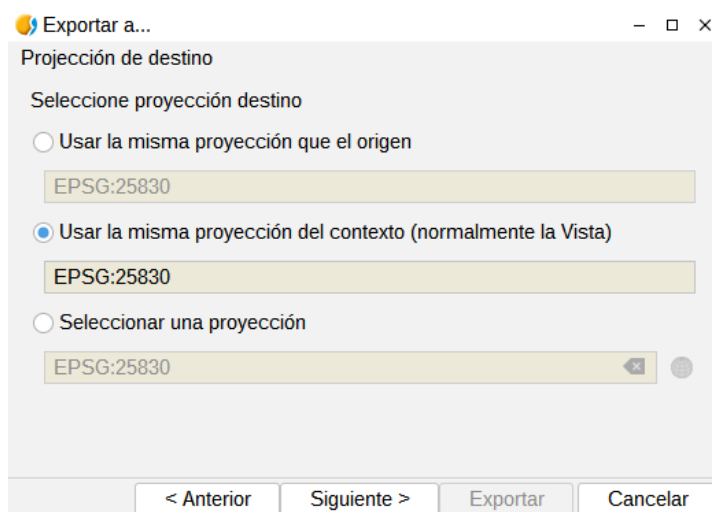 Exportar a...
Projección de destino
Seleccione proyección destino
Usar la misma proyección que el origen
EPSG:25830
Usar la misma proyección del contexto (normalmente la Vista)
EPSG:25830
Seleccionar una proyección
EPSG:25830
< Anterior Siguiente > Exportar Cancelar